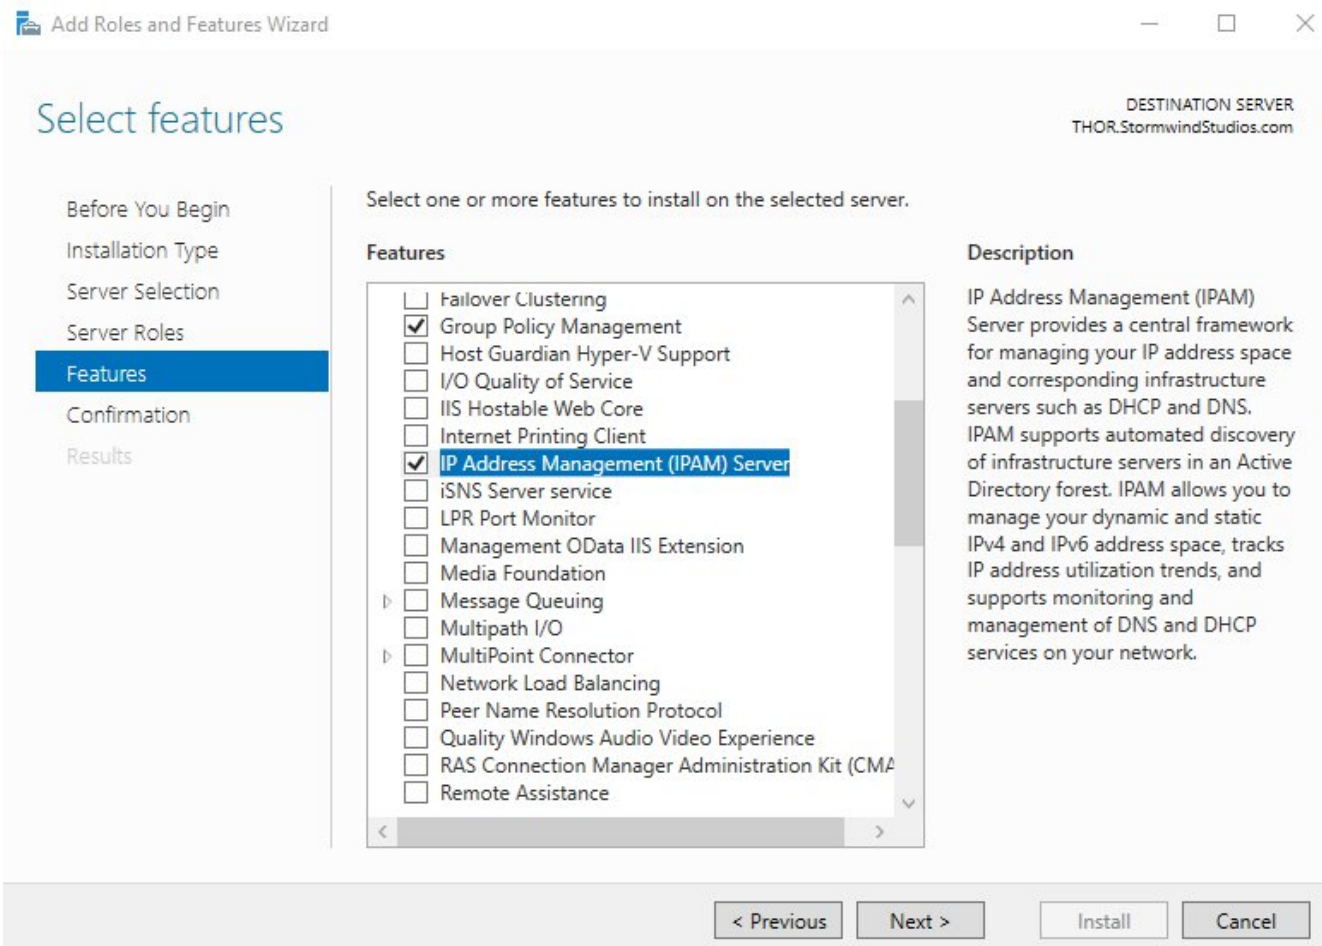 Add Roles and Features Wizard
Select features
DESTINATION SERVER
THOR.StormwindStudios.com
Before You Begin
Installation Type
Server Selection
Server Roles
Features
Confirmation
Results
Select one or more features to install on the selected server.
Features
Failover Clustering
Group Policy Management
Host Guardian Hyper-V Support
I/O Quality of Service
IIS Hostable Web Core
Internet Printing Client
IP Address Management (IPAM) Server
iSNS Server service
LPR Port Monitor
Management OData IIS Extension
Media Foundation
Message Queuing
Multipath I/O
MultiPoint Connector
Network Load Balancing
Peer Name Resolution Protocol
Quality Windows Audio Video Experience
RAS Connection Manager Administration Kit (CMA
Remote Assistance
Description
IP Address Management (IPAM)
Server provides a central framework
for managing your IP address space
and corresponding infrastructure
servers such as DHCP and DNS.
IPAM supports automated discovery
of infrastructure servers in an Active
Directory forest. IPAM allows you to
manage your dynamic and static
IPv4 and IPv6 address space, tracks
IP address utilization trends, and
supports monitoring and
management of DNS and DHCP
services on your network.
< Previous
Next >
Install
Cancel